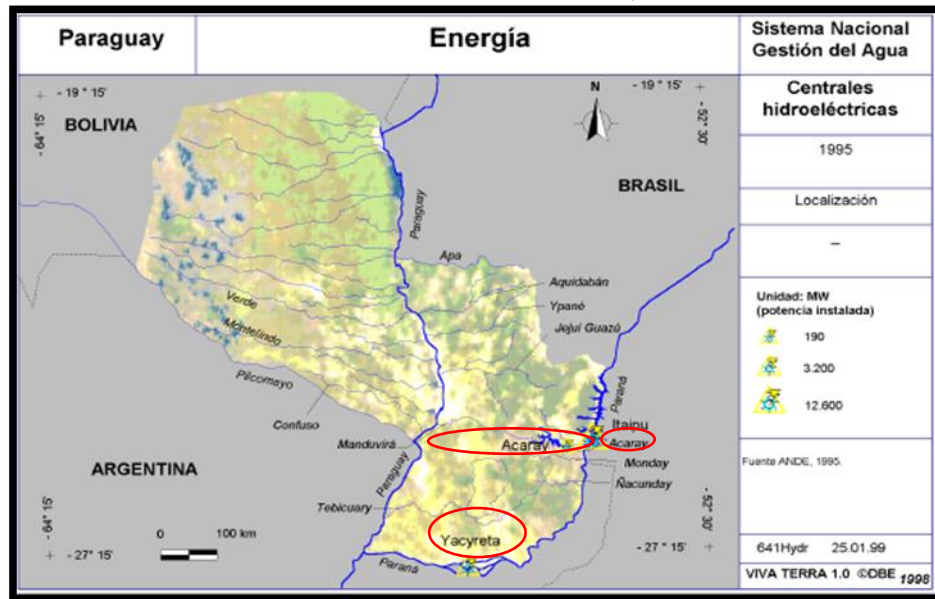 Paraguay
Energía
Sistema Nacional
Gestión del Agua
Centrales
hidroeléctricas
1995
Localización
–
Unidad: MW
(potencia instalada)
190
3.200
12.600
Fuente ANDE, 1995.
641Hydr 25.01.99
VIVA TERRA 1.0 ©DBE 1998
- 19 ° 15'
- 64° 15'
BOLIVIA
N
- 19 ° 15'
- 52° 30'
BRASIL
Paraguay
Apa
Aquidabán
Ypané
Jejuí Guazú
Verde
Montelindo
Pilcomayo
Confuso
Paraná
Itaipu
Manduvirá
Acaray
Acaray
Monday
Ñacunday
ARGENTINA
Paraguay
Tebicuary
Yacyreta
- 64° 15'
- 27° 15'
0 100 km
Paraná
- 52° 30'
- 27° 15'